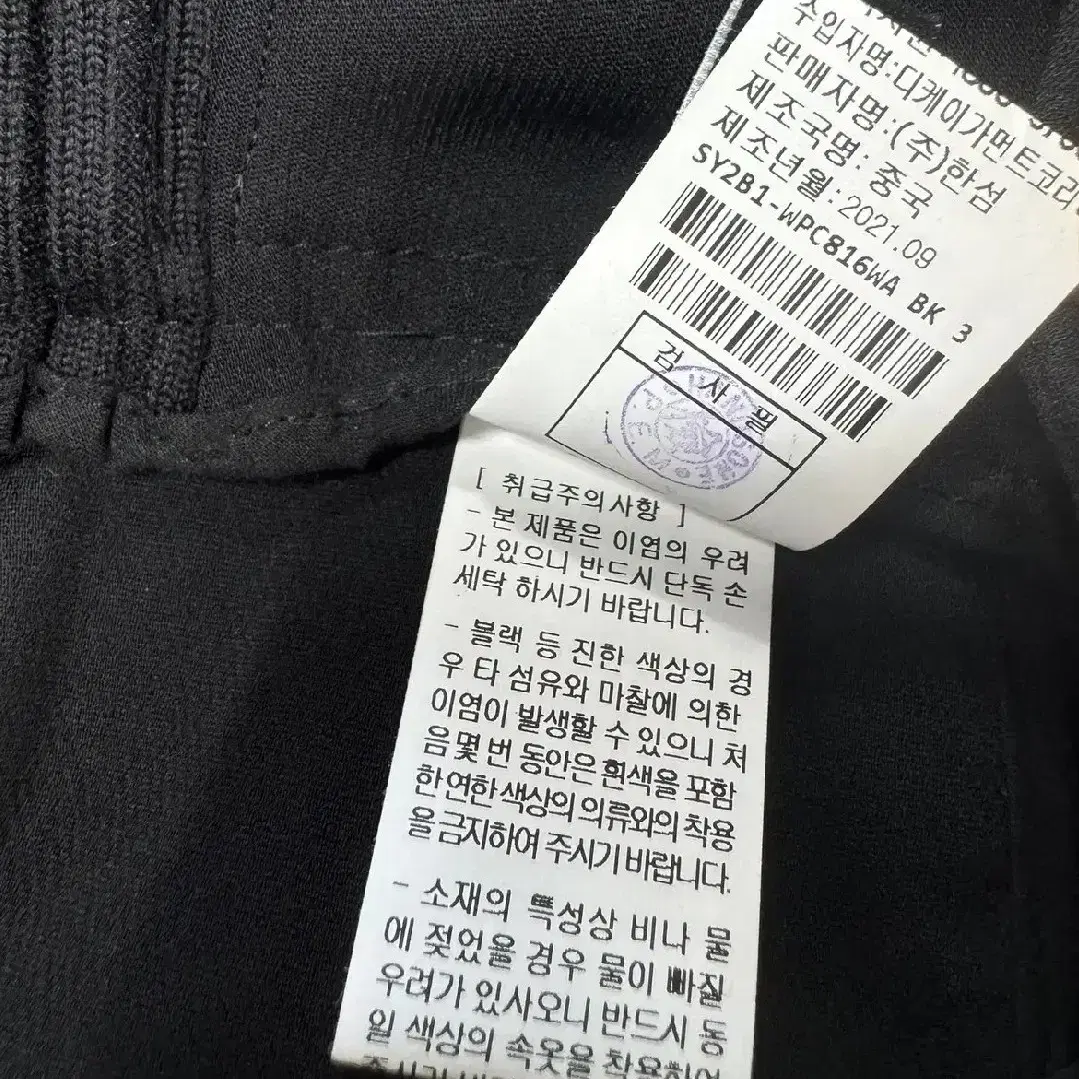 수입자명:디케이가먼트코리
판매자명:(주)한섬
제조국명: 중국
제조년월: 2021.09
SY2B1-WPC816WA BK 3
검 사 필
[ 취급주의사항 ]
- 본 제품은 이염의 우려
가 있으니 반드시 단독 손
세탁 하시기 바랍니다.
- 블랙 등 진한 색상의 경
우 타 섬유와 마찰에 의한
이염이 발생할 수 있으니 처
음 몇 번 동안은 흰색을 포함
한 연한 색상의 의류와의 착용
을 금지하여 주시기 바랍니다.
- 소재의 특성상 비나 물
에 젖었을 경우 물이 빠질
우려가 있사오니 반드시 동
일 색상의 속옷을 착용하여